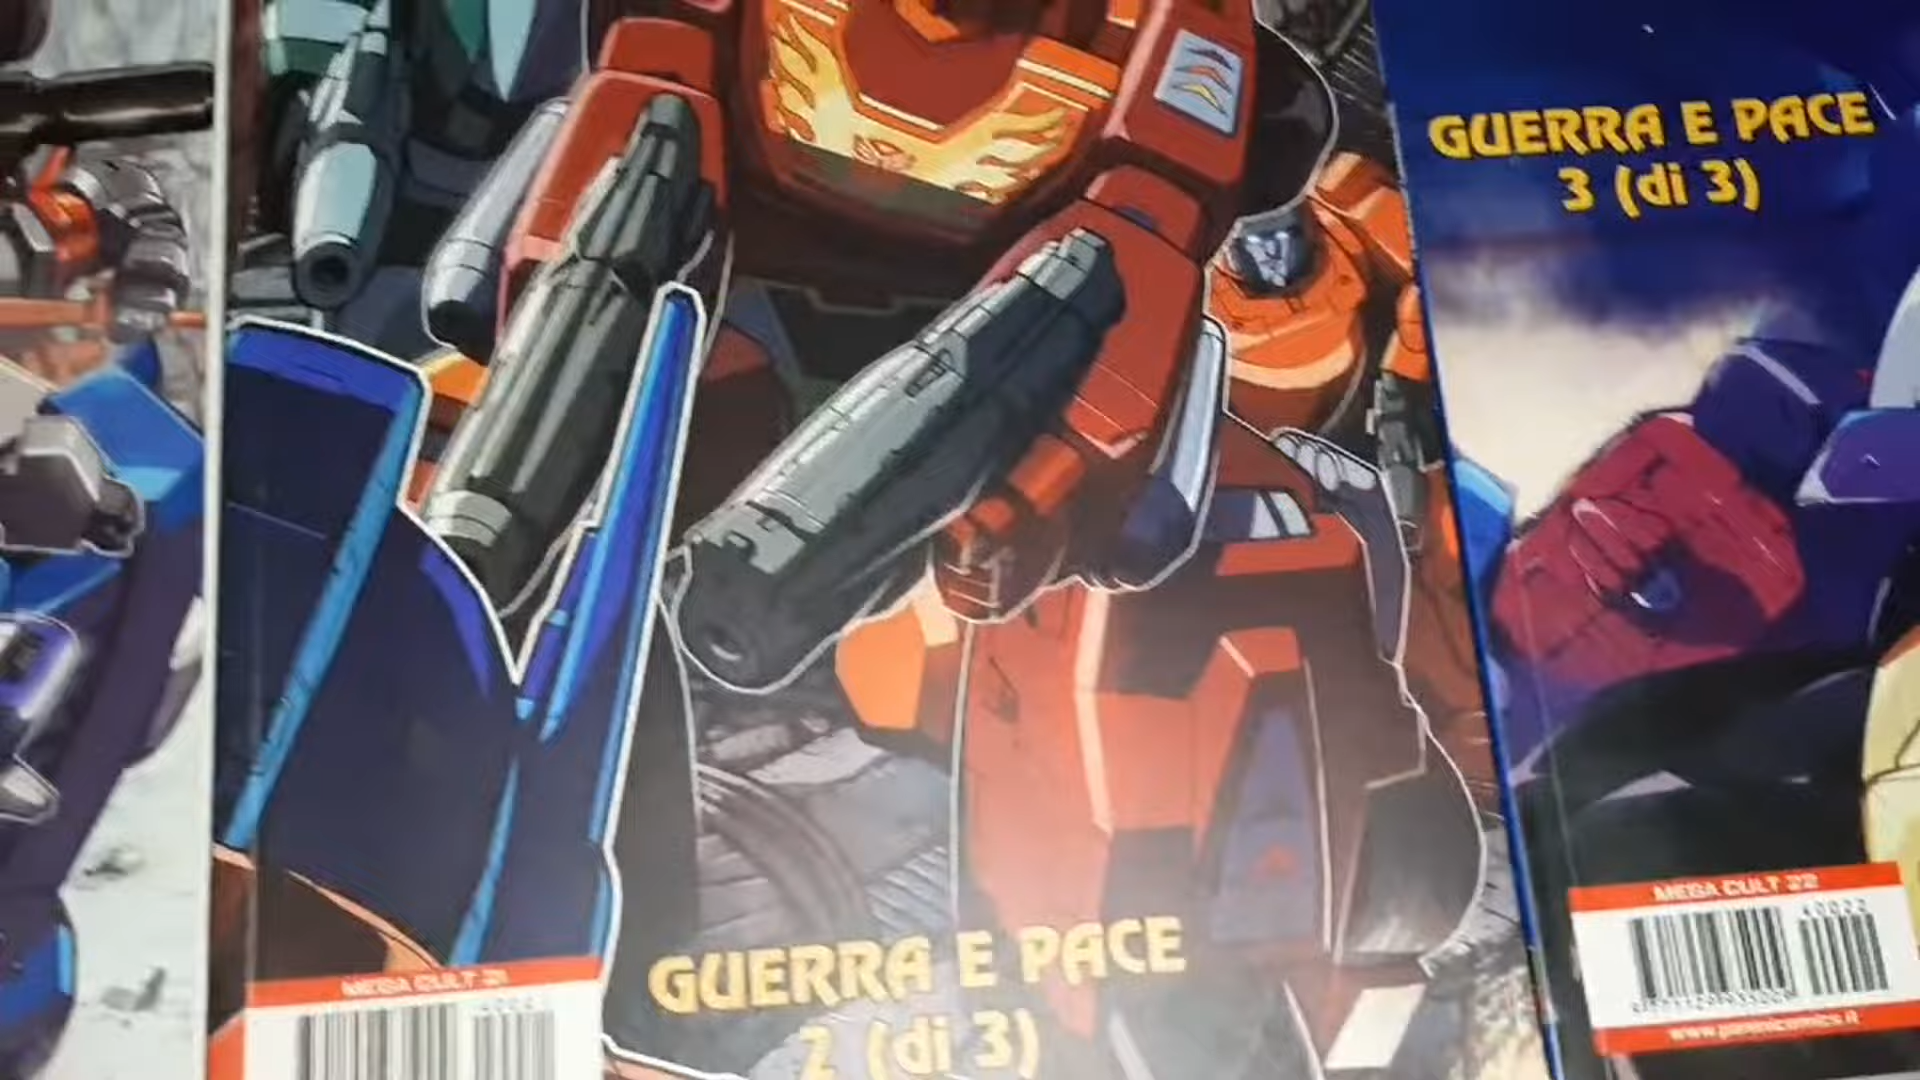 GUERRA E PACE
3 (di 3)
GUERRA E PACE
2 (di 3)
MEGA CULT 21
MEGA CULT 22
40022
www.paninicomics.it